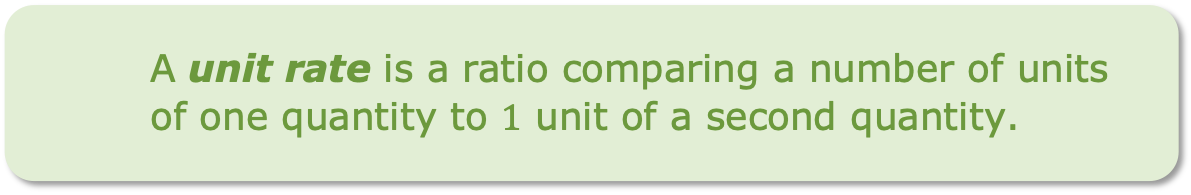 A unit rate is a ratio comparing a number of units
of one quantity to 1 unit of a second quantity.